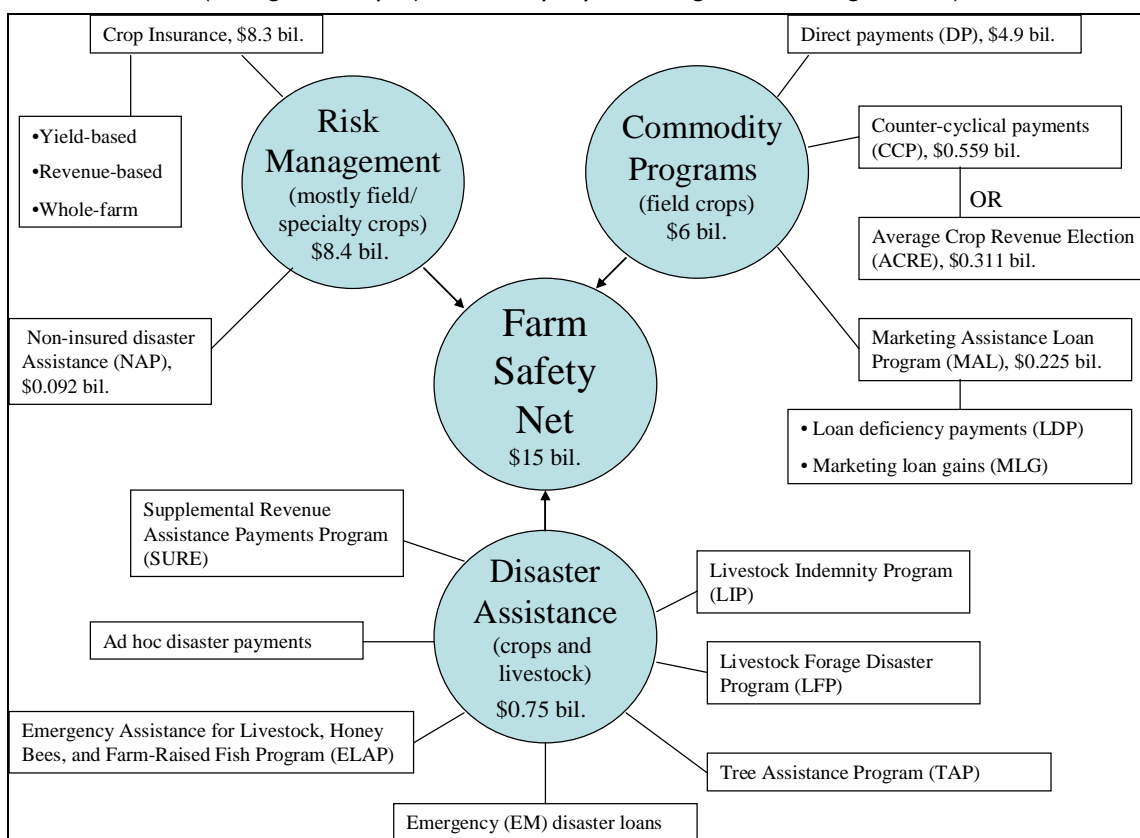 Crop Insurance, $8.3 bil.
•Yield-based
•Revenue-based
•Whole-farm
Risk
Management
(mostly field/
specialty crops)
$8.4 bil.
Non-insured disaster
Assistance (NAP),
$0.092 bil.
Direct payments (DP), $4.9 bil.
Commodity
Programs
(field crops)
$6 bil.
Counter-cyclical payments
(CCP), $0.559 bil.
OR
Average Crop Revenue Election
(ACRE), $0.311 bil.
Marketing Assistance Loan
Program (MAL), $0.225 bil.
• Loan deficiency payments (LDP)
• Marketing loan gains (MLG)
Farm
Safety
Net
$15 bil.
Supplemental Revenue
Assistance Payments Program
(SURE)
Ad hoc disaster payments
Emergency Assistance for Livestock, Honey
Bees, and Farm-Raised Fish Program (ELAP)
Disaster
Assistance
(crops and
livestock)
$0.75 bil.
Livestock Indemnity Program
(LIP)
Livestock Forage Disaster
Program (LFP)
Tree Assistance Program (TAP)
Emergency (EM) disaster loans